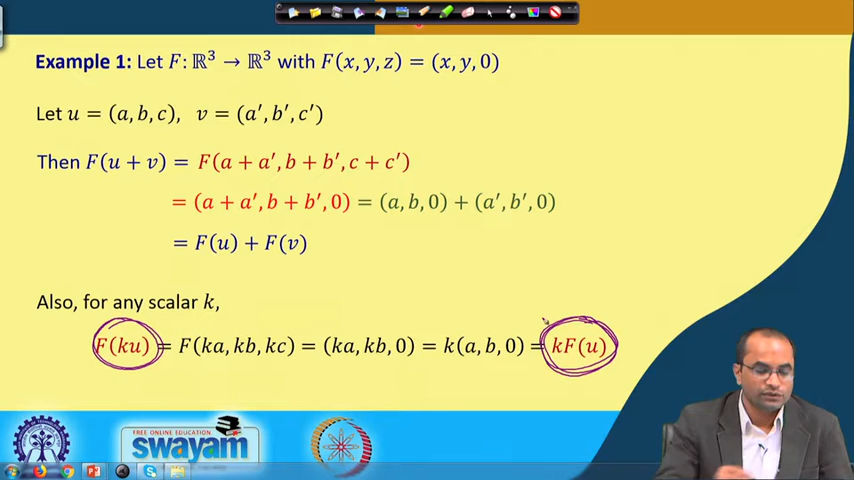 Example 1: Let F: ℝ³ → ℝ³ with F(x, y, z) = (x, y, 0)
Let u = (a, b, c), v = (a′, b′, c′)
Then F(u + v) = F(a + a′, b + b′, c + c′)
= (a + a′, b + b′, 0) = (a, b, 0) + (a′, b′, 0)
= F(u) + F(v)
Also, for any scalar k,
F(ku) = F(ka, kb, kc) = (ka, kb, 0) = k(a, b, 0) = kF(u)
FREE ONLINE EDUCATION
swayam